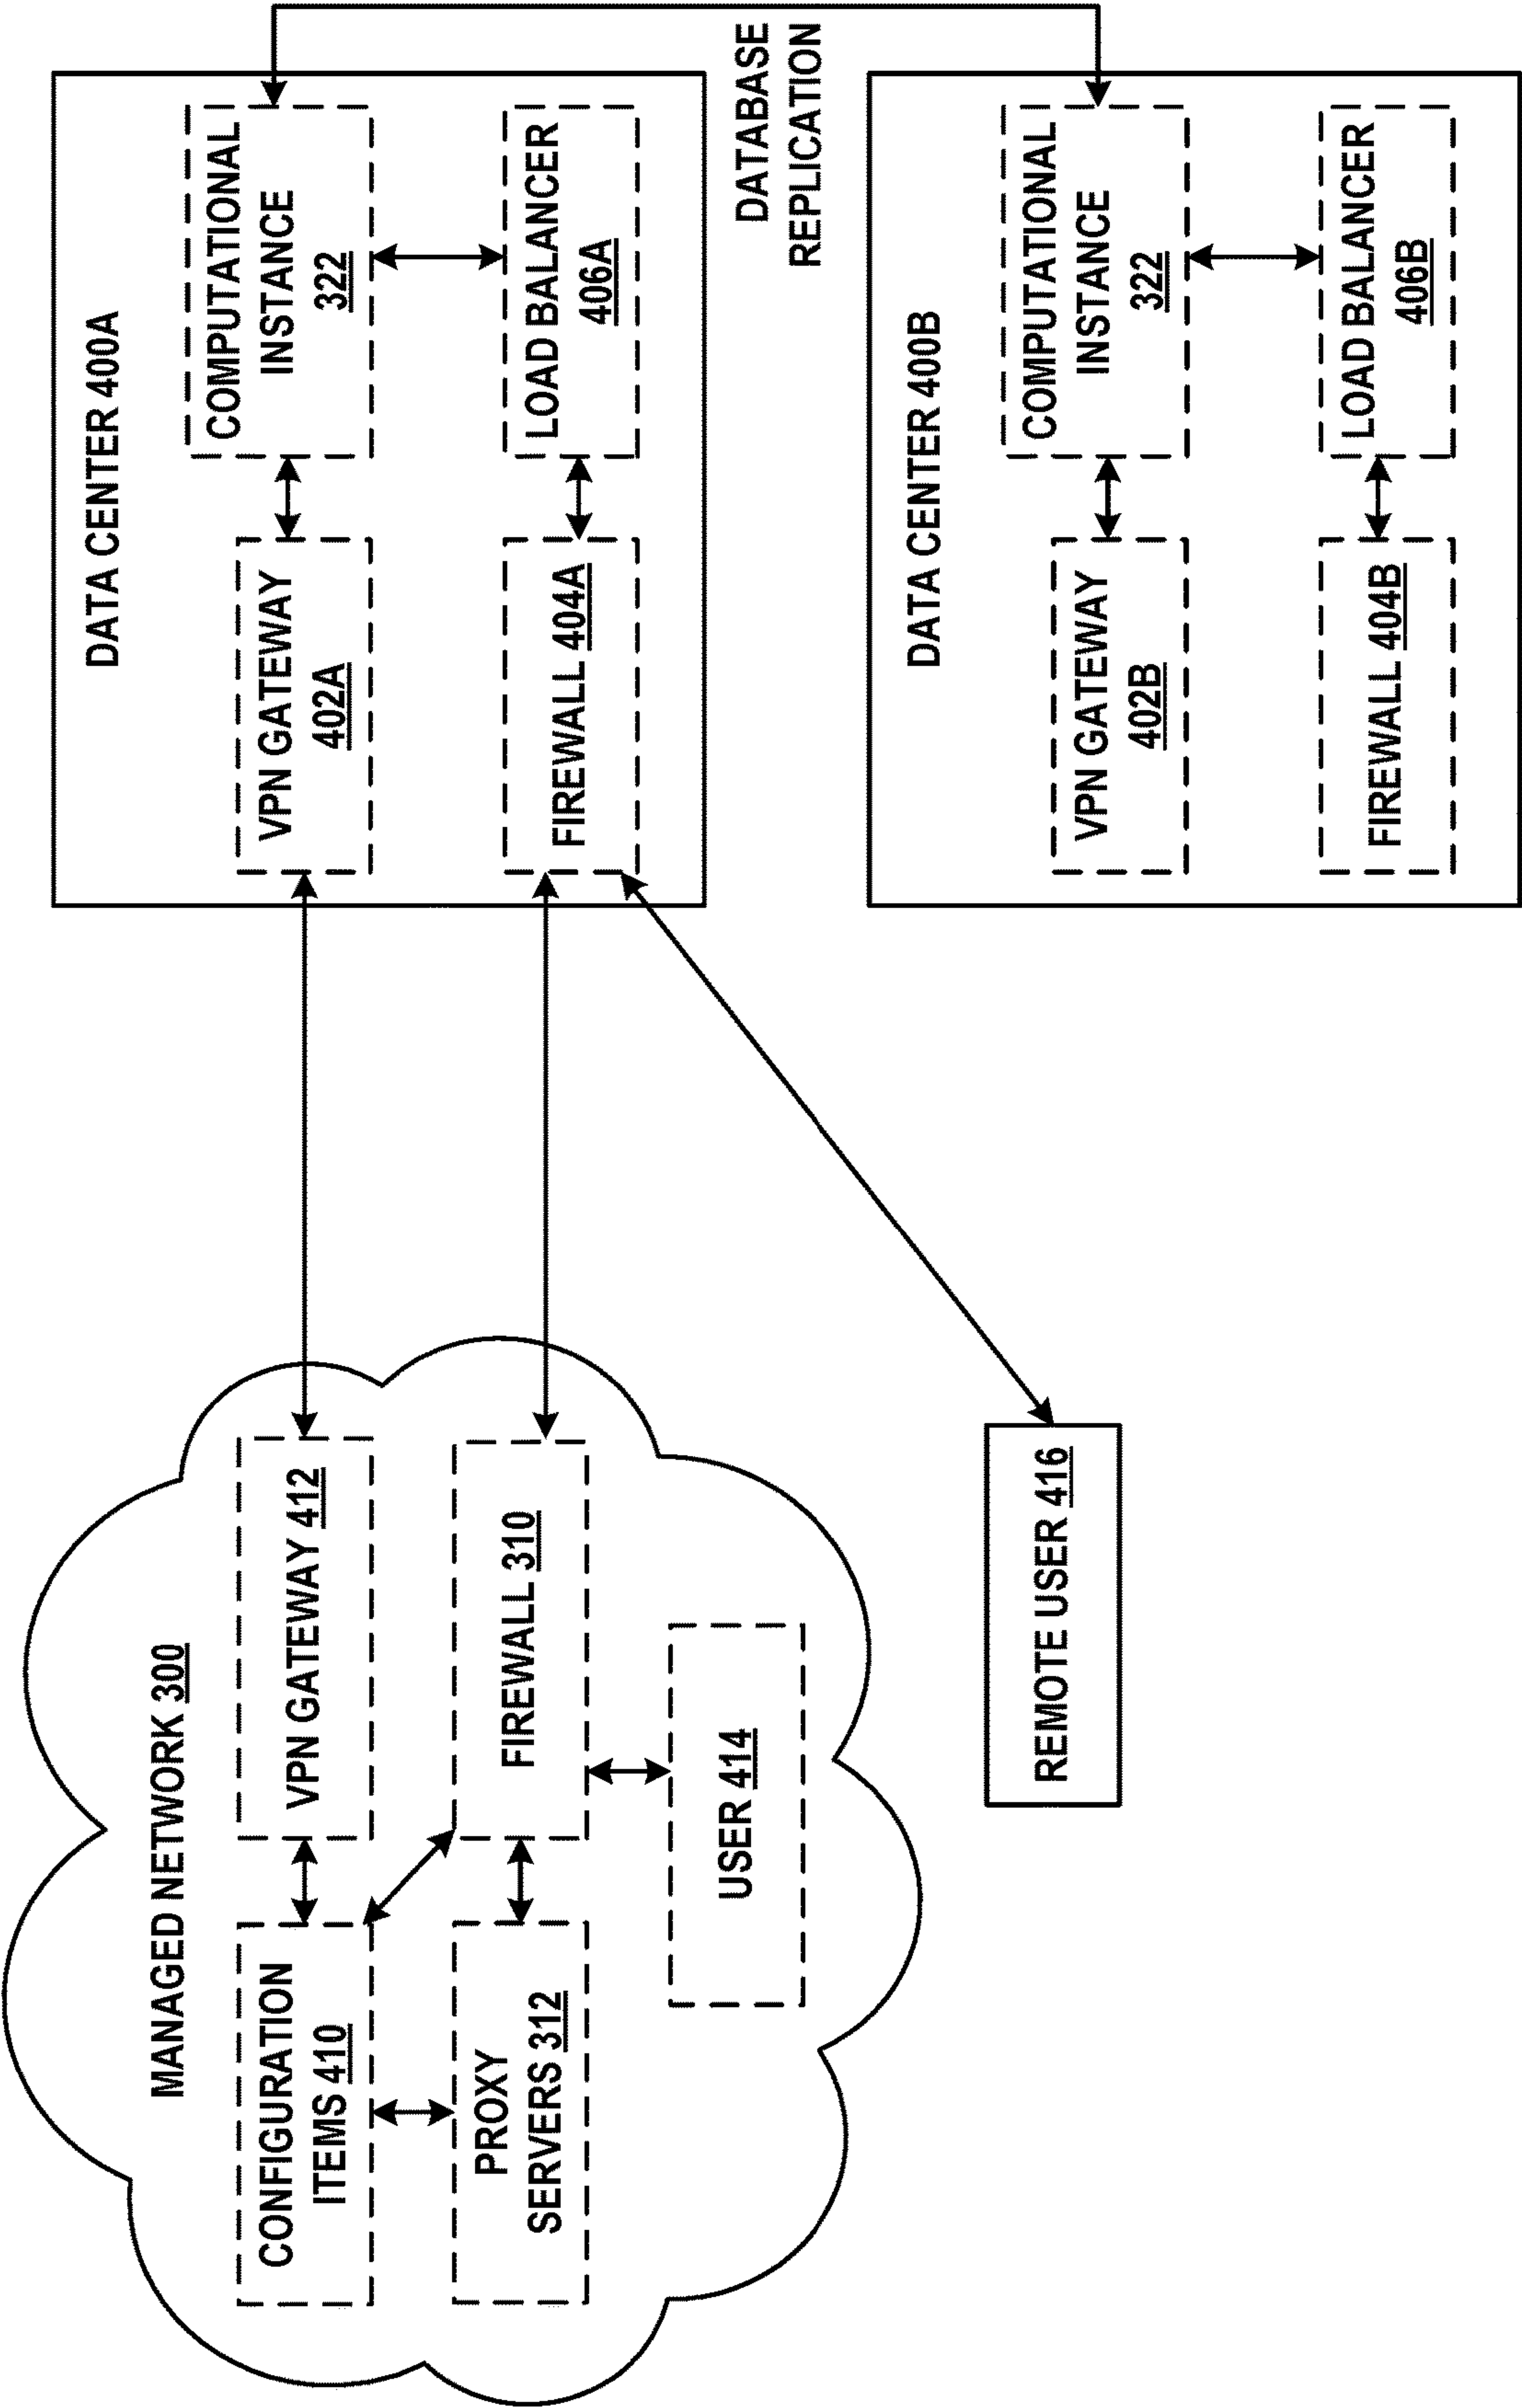 MANAGED NETWORK 300
CONFIGURATION
ITEMS 410
VPN GATEWAY 412
PROXY
SERVERS 312
FIREWALL 310
USER 414
REMOTE USER 416
DATA CENTER 400A
VPN GATEWAY
402A
COMPUTATIONAL
INSTANCE
322
FIREWALL 404A
LOAD BALANCER
406A
DATABASE
REPLICATION
DATA CENTER 400B
VPN GATEWAY
402B
COMPUTATIONAL
INSTANCE
322
FIREWALL 404B
LOAD BALANCER
406B